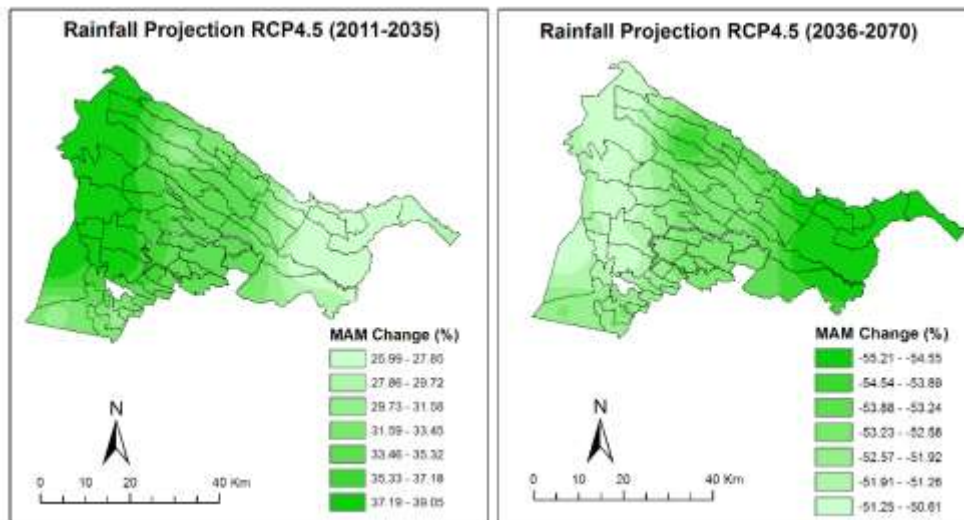 Rainfall Projection RCP4.5 (2011-2035)
MAM Change (%)
25.99 - 27.85
27.86 - 29.72
29.73 - 31.58
31.59 - 33.45
33.46 - 35.32
35.33 - 37.18
37.19 - 39.05
N
0 10 20 40 Km
Rainfall Projection RCP4.5 (2036-2070)
MAM Change (%)
-55.21 - -54.55
-54.54 - -53.89
-53.88 - -53.24
-53.23 - -52.58
-52.57 - -51.92
-51.91 - -51.26
-51.25 - -50.61
N
0 10 20 40 Km